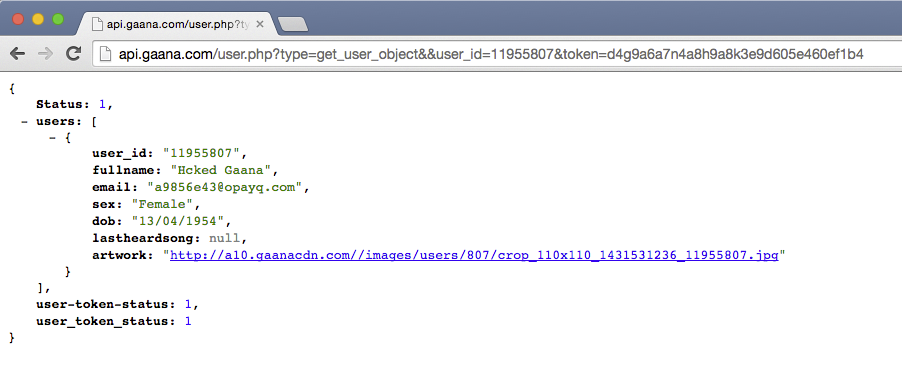 api.gaana.com/user.php?ty
api.gaana.com/user.php?type=get_user_object&&user_id=11955807&token=d4g9a6a7n4a8h9a8k3e9d605e460ef1b4
{
Status: 1,
- users: [
- {
user_id: "11955807",
fullname: "Hcked Gaana",
email: "a9856e43@opayq.com",
sex: "Female",
dob: "13/04/1954",
lastheardsong: null,
artwork: "http://a10.gaanacdn.com//images/users/807/crop_110x110_1431531236_11955807.jpg"
}
],
user-token-status: 1,
user_token_status: 1
}